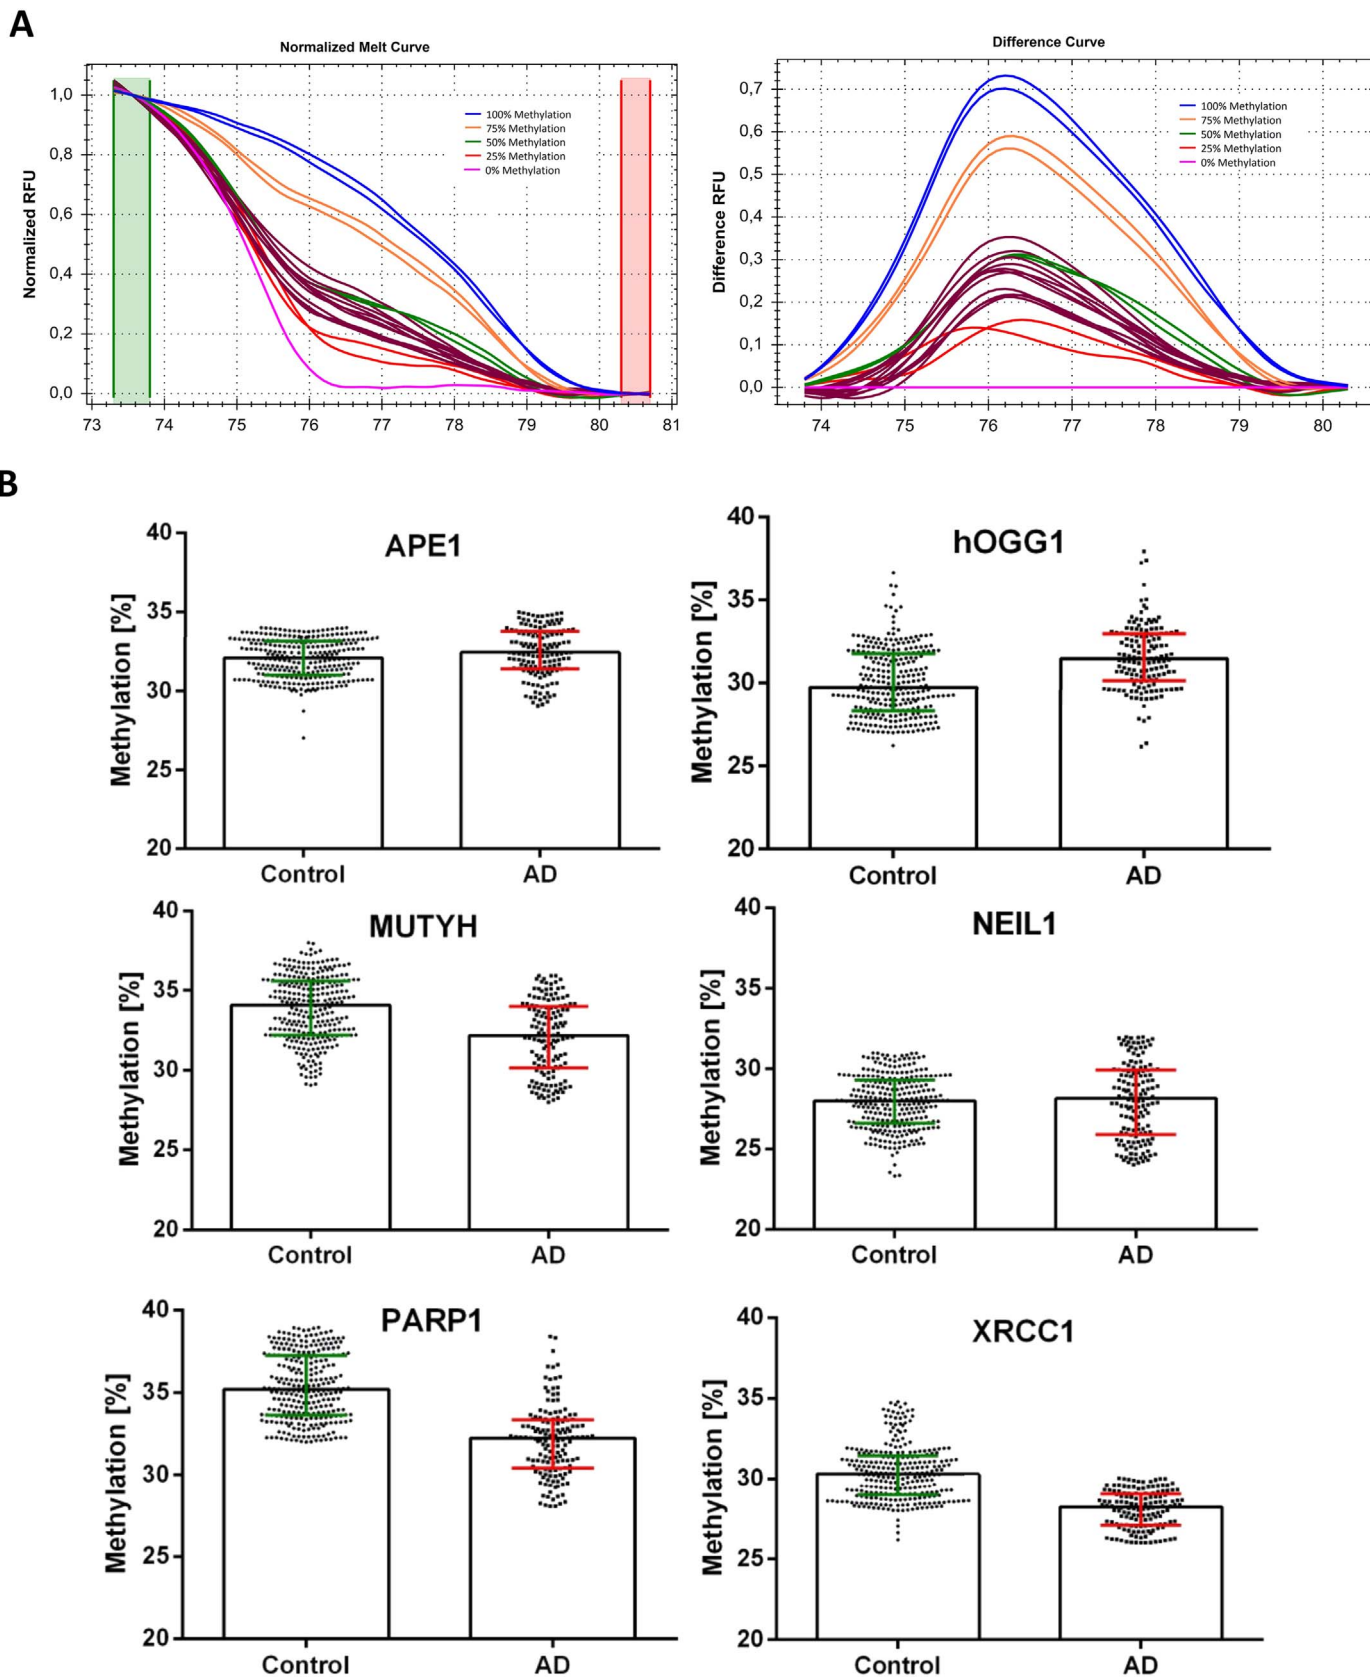 A
Normalized Melt Curve
Normalized RFU
1,0
0,8
0,6
0,4
0,2
0,0
73 74 75 76 77 78 79 80 81
100% Methylation
75% Methylation
50% Methylation
25% Methylation
0% Methylation
Difference Curve
Difference RFU
0,7
0,6
0,5
0,4
0,3
0,2
0,1
0,0
74 75 76 77 78 79 80
100% Methylation
75% Methylation
50% Methylation
25% Methylation
0% Methylation
B
APE1
Methylation [%]
40
35
30
25
20
Control AD
hOGG1
Methylation [%]
40
35
30
25
20
Control AD
MUTYH
Methylation [%]
40
35
30
25
20
Control AD
NEIL1
Methylation [%]
40
35
30
25
20
Control AD
PARP1
Methylation [%]
40
35
30
25
20
Control AD
XRCC1
Methylation [%]
40
35
30
25
20
Control AD